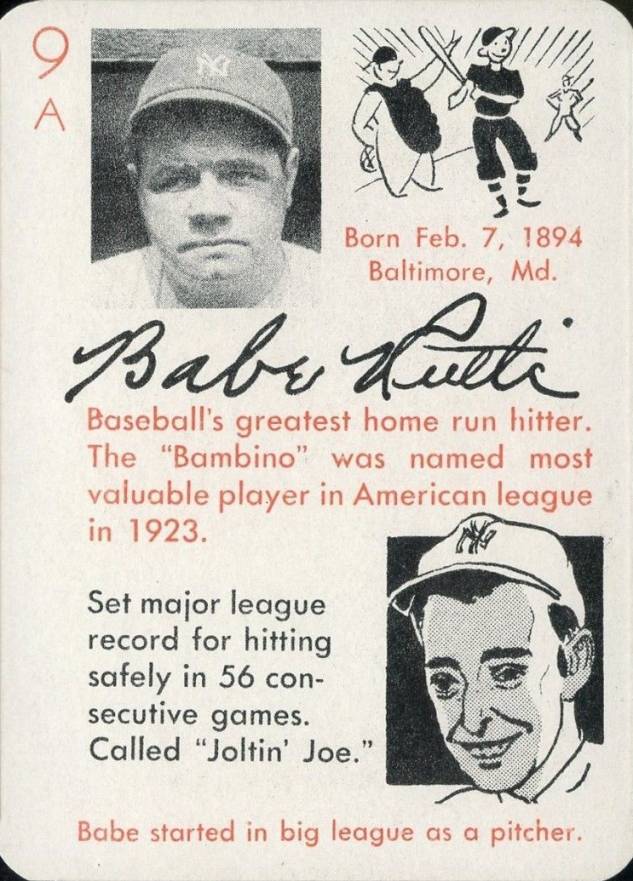 9
A
NY
Born Feb. 7, 1894
Baltimore, Md.
Babe Ruth
Baseball's greatest home run hitter.
The “Bambino” was named most
valuable player in American league
in 1923.
NY
Set major league
record for hitting
safely in 56 con-
secutive games.
Called “Joltin’ Joe.”
Babe started in big league as a pitcher.